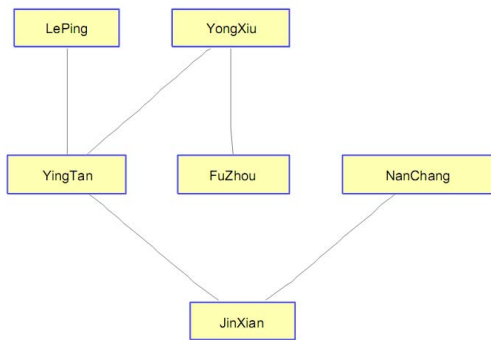 LePing
YongXiu
YingTan
FuZhou
NanChang
JinXian